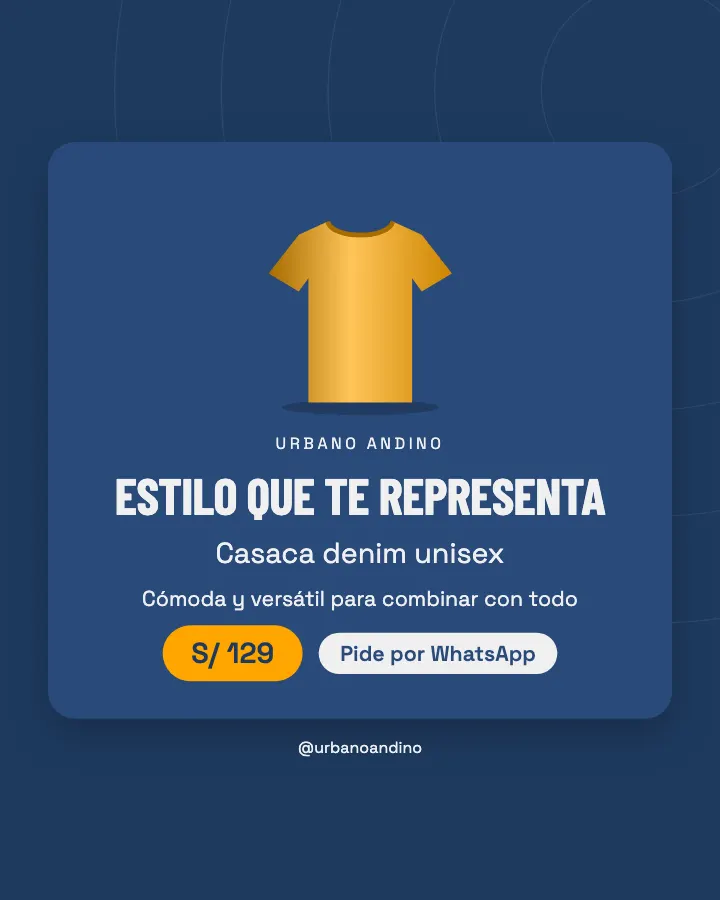 URBANO ANDINO
ESTILO QUE TE REPRESENTA
Casaca denim unisex
Cómoda y versátil para combinar con todo
S/ 129
Pide por WhatsApp
@urbanoandino